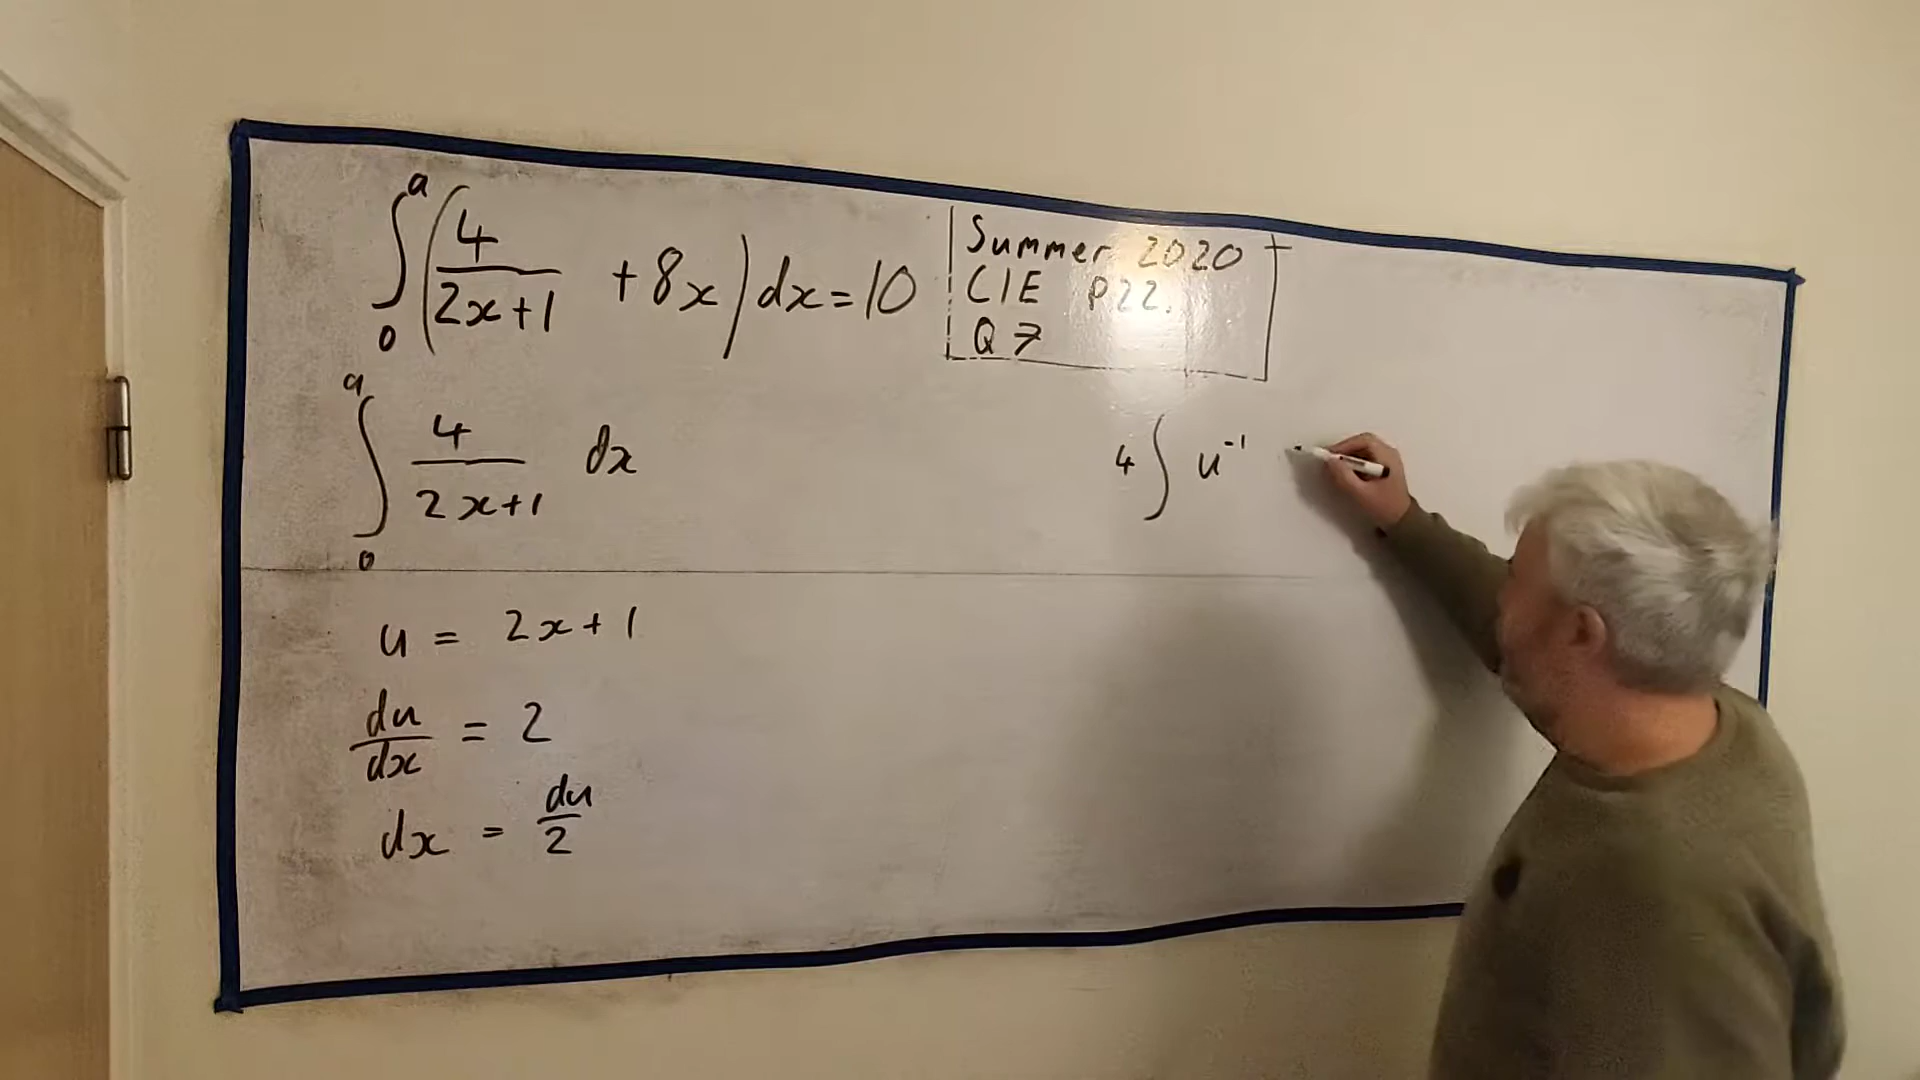 ∫₀ᵃ (4/(2x+1) + 8x) dx = 10
Summer 2020
CIE P22.
Q 7
∫₀ᵃ 4/(2x+1) dx
4∫ u⁻¹
u = 2x+1
du/dx = 2
dx = du/2